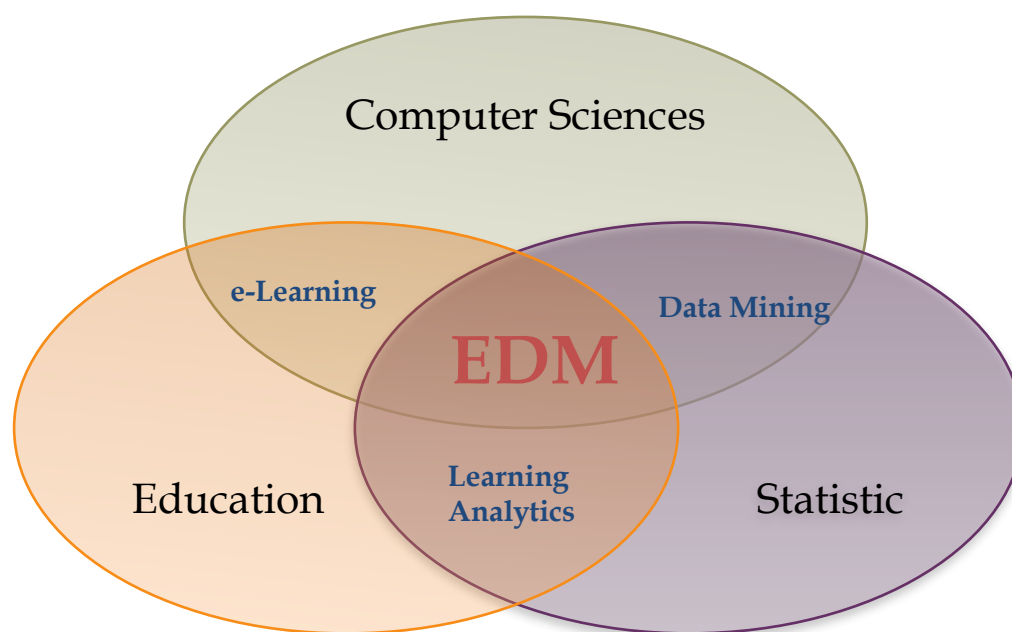 Computer Sciences
e-Learning
Data Mining
EDM
Learning
Analytics
Education
Statistic